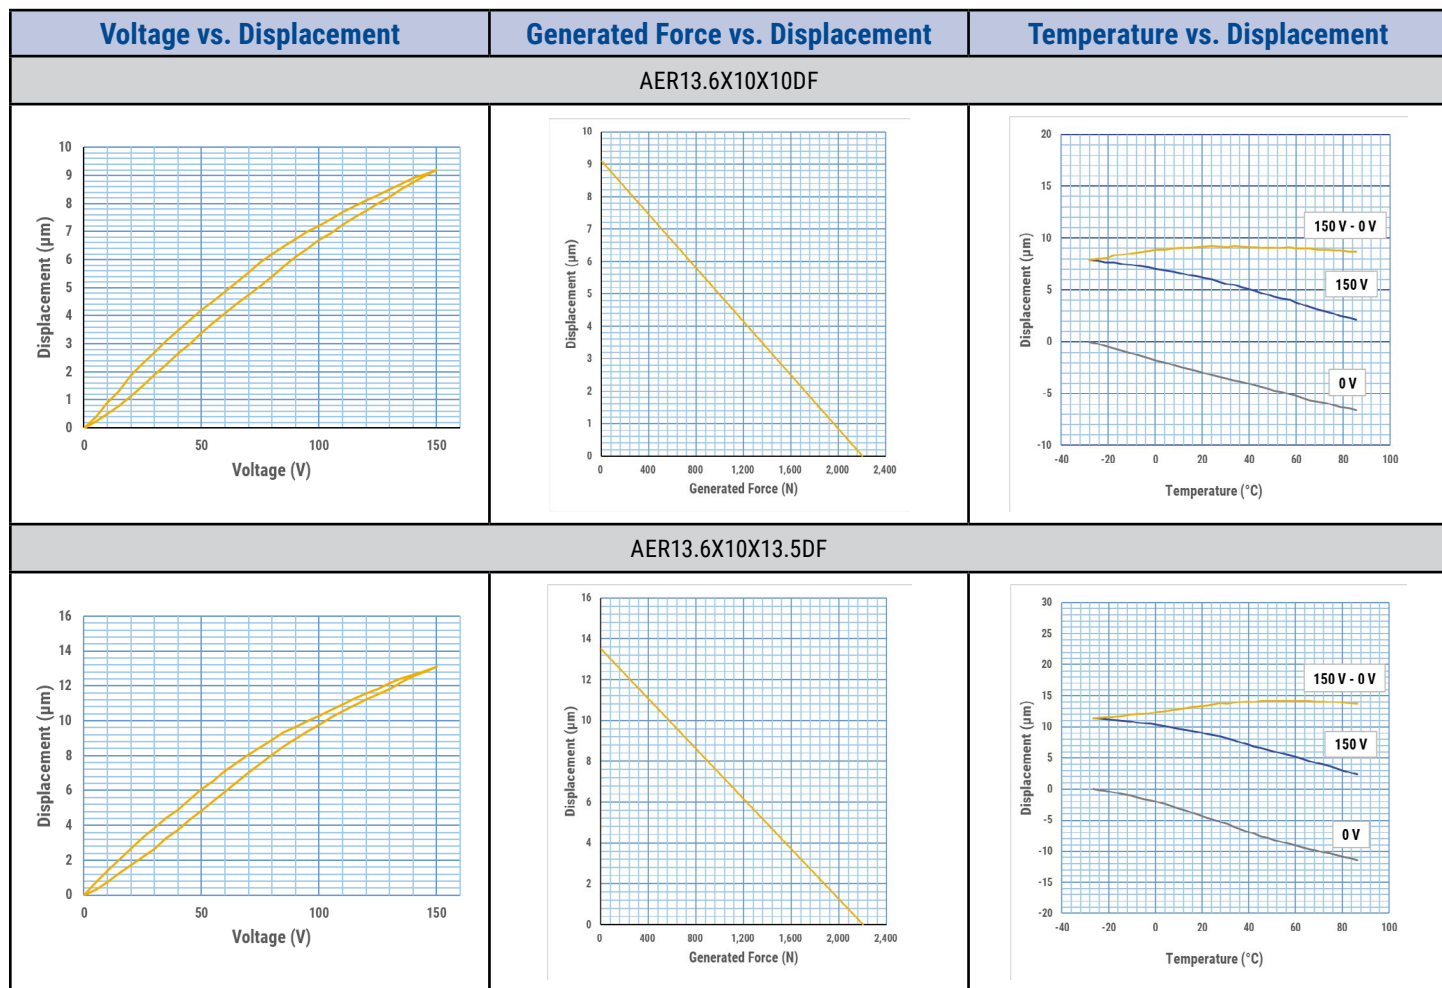 Voltage vs. Displacement
Generated Force vs. Displacement
Temperature vs. Displacement
AER13.6X10X10DF
10
9
8
7
6
5
4
3
2
1
0
0 50 100 150
Displacement (µm)
Voltage (V)
10
9
8
7
6
5
4
3
2
1
0
0 400 800 1,200 1,600 2,000 2,400
Displacement (µm)
Generated Force (N)
20
15
10
5
0
-5
-10
-40 -20 0 20 40 60 80 100
Displacement (µm)
Temperature (°C)
150 V - 0 V
150 V
0 V
AER13.6X10X13.5DF
16
14
12
10
8
6
4
2
0
0 50 100 150
Displacement (µm)
Voltage (V)
16
14
12
10
8
6
4
2
0
0 400 800 1,200 1,600 2,000 2,400
Displacement (µm)
Generated Force (N)
30
25
20
15
10
5
0
-5
-10
-15
-20
-40 -20 0 20 40 60 80 100
Displacement (µm)
Temperature (°C)
150 V - 0 V
150 V
0 V